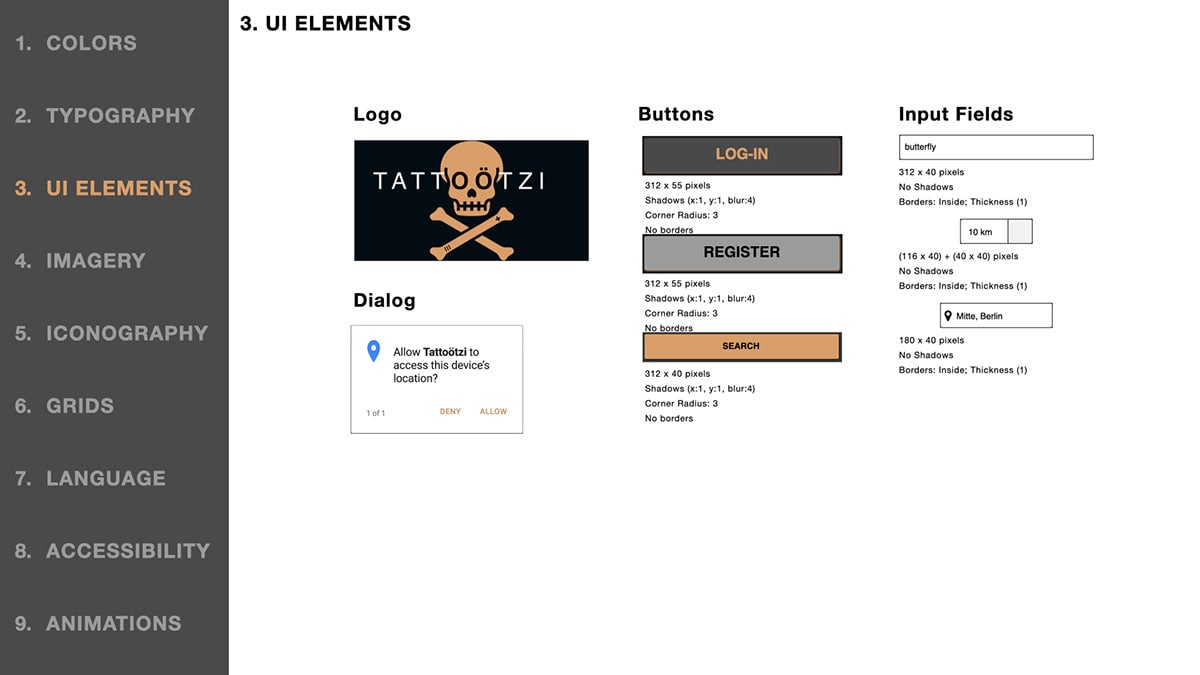 1. COLORS
2. TYPOGRAPHY
3. UI ELEMENTS
4. IMAGERY
5. ICONOGRAPHY
6. GRIDS
7. LANGUAGE
8. ACCESSIBILITY
9. ANIMATIONS
3. UI ELEMENTS
Logo
TATTOÖTZI
Dialog
Allow Tattoötzi to
access this device's
location?
1 of 1
DENY
ALLOW
Buttons
LOG-IN
312 x 55 pixels
Shadows (x:1, y:1, blur:4)
Corner Radius: 3
No borders
REGISTER
312 x 55 pixels
Shadows (x:1, y:1, blur:4)
Corner Radius: 3
No borders
SEARCH
312 x 40 pixels
Shadows (x:1, y:1, blur:4)
Corner Radius: 3
No borders
Input Fields
butterfly
312 x 40 pixels
No Shadows
Borders: Inside; Thickness (1)
10 km
(116 x 40) + (40 x 40) pixels
No Shadows
Borders: Inside; Thickness (1)
Mitte, Berlin
180 x 40 pixels
No Shadows
Borders: Inside; Thickness (1)